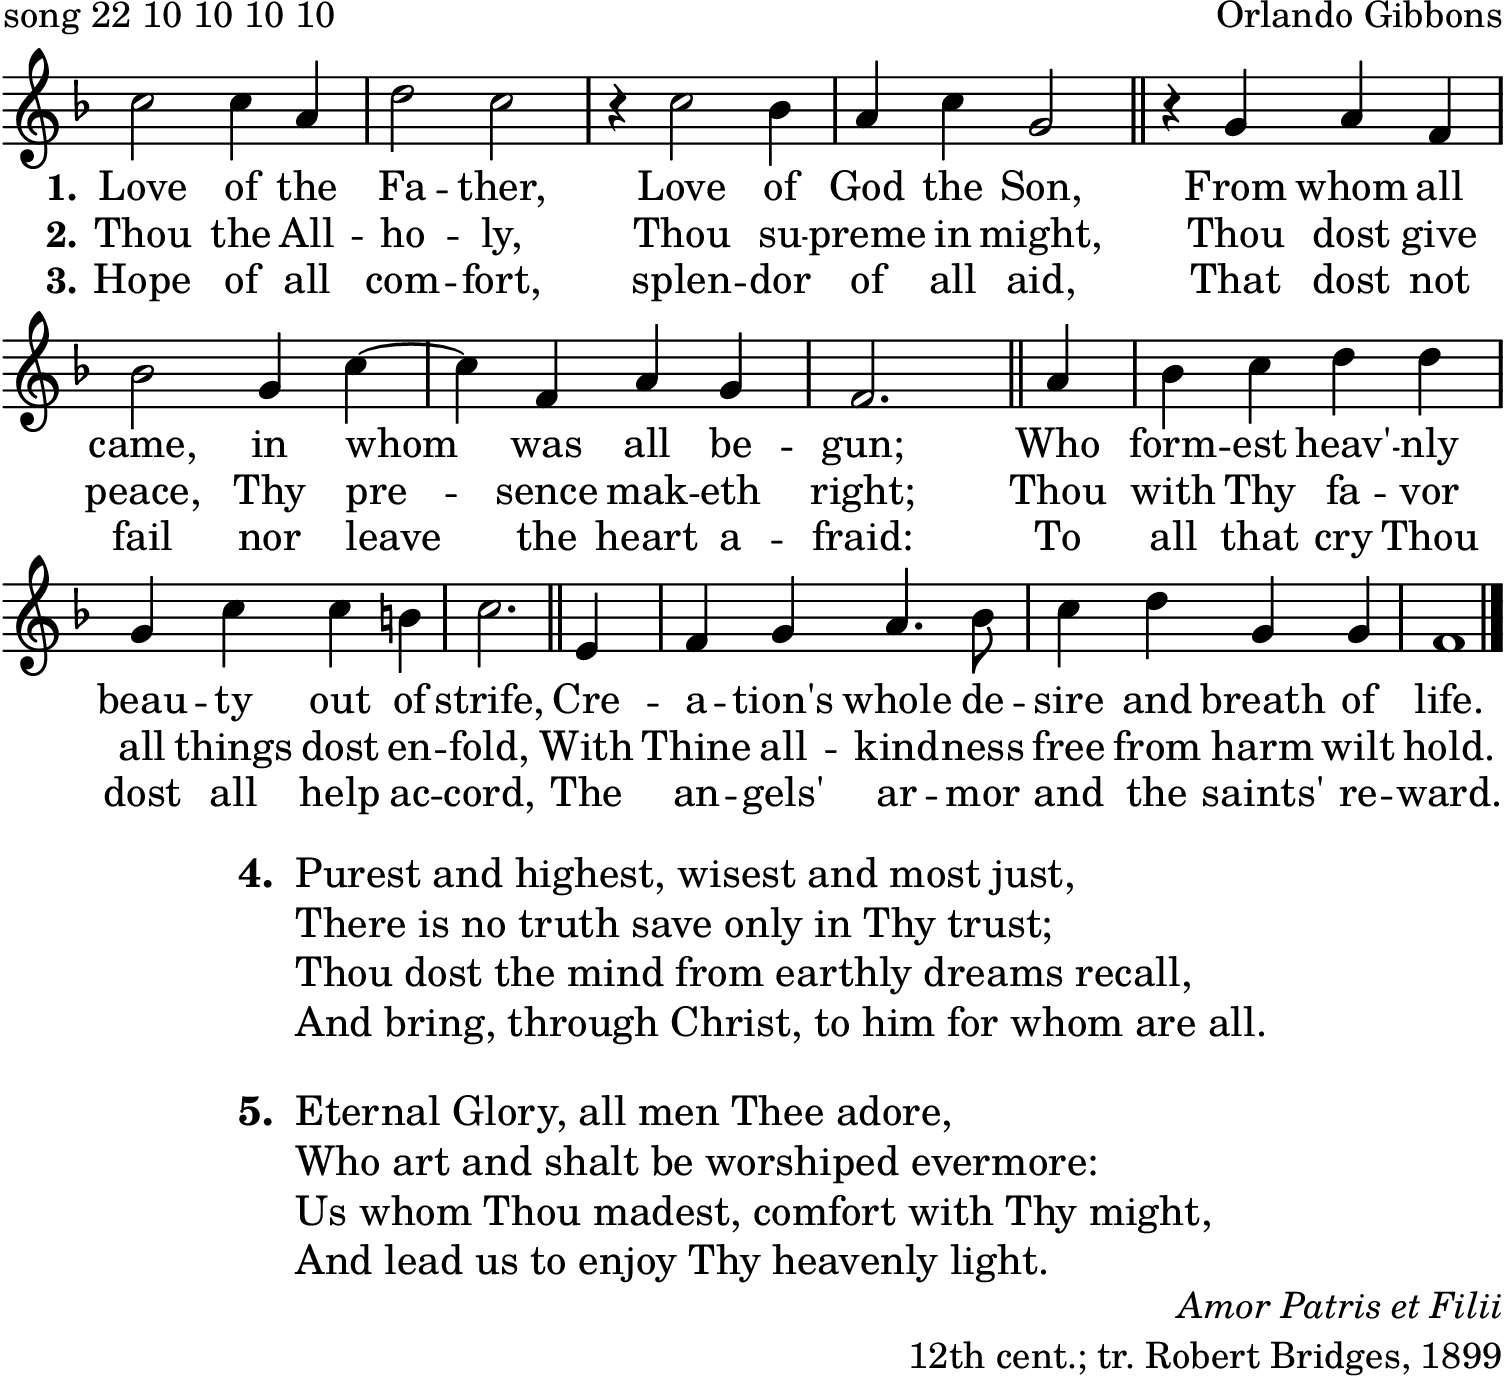 song 22 10 10 10 10
Orlando Gibbons
1. Love of the Fa -- ther, Love of God the Son, From whom all
2. Thou the All -- ho -- ly, Thou su -- preme in might, Thou dost give
3. Hope of all com -- fort, splen -- dor of all aid, That dost not
came, in whom was all be -- gun; Who form -- est heav' -- nly
peace, Thy pre -- sence mak -- eth right; Thou with Thy fa -- vor
fail nor leave the heart a -- fraid: To all that cry Thou
beau -- ty out of strife, Cre -- a -- tion's whole de -- sire and breath of life.
all things dost en -- fold, With Thine all -- kindness free from harm wilt hold.
dost all help ac -- cord, The an -- gels' ar -- mor and the saints' re -- ward.
4. Purest and highest, wisest and most just,
There is no truth save only in Thy trust;
Thou dost the mind from earthly dreams recall,
And bring, through Christ, to him for whom are all.
5. Eternal Glory, all men Thee adore,
Who art and shalt be worshiped evermore:
Us whom Thou madest, comfort with Thy might,
And lead us to enjoy Thy heavenly light.
Amor Patris et Filii
12th cent.; tr. Robert Bridges, 1899